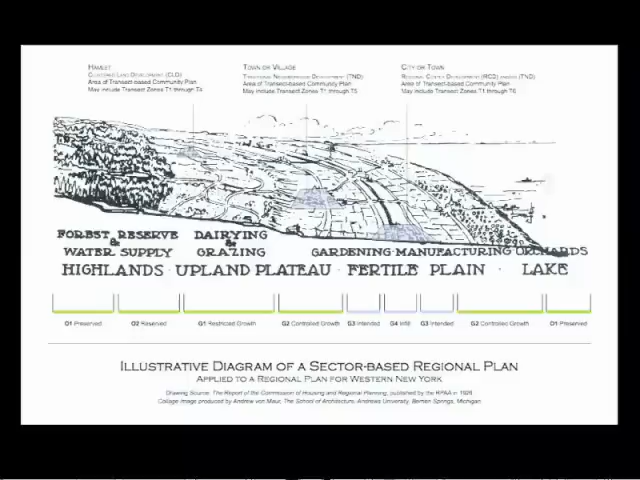 HAMLET
CLUSTERED LAND DEVELOPMENT (CLD)
Area of Transect-based Community Plan
May include Transect Zones T1 through T4
TOWN OR VILLAGE
TRADITIONAL NEIGHBORHOOD DEVELOPMENT (TND)
Area of Transect-based Community Plan
May include Transect Zones T1 through T5
CITY OR TOWN
REGIONAL CENTER DEVELOPMENT (RCD) (TND)
Area of Transect-based Community Plan
May include Transect Zones T1 through T6
FOREST RESERVE
&
WATER SUPPLY
DAIRYING
&
GRAZING
GARDENING·MANUFACTURING ORCHARDS
HIGHLANDS · UPLAND PLATEAU · FERTILE PLAIN · LAKE
O1 Preserved
O2 Reserved
G1 Restricted Growth
G2 Controlled Growth
G3 Intended
G4 Infill
G3 Intended
G2 Controlled Growth
O1 Preserved
ILLUSTRATIVE DIAGRAM OF A SECTOR-BASED REGIONAL PLAN
APPLIED TO A REGIONAL PLAN FOR WESTERN NEW YORK
Drawing Source: The Report of the Commission of Housing and Regional Planning, published by the RPAA in 1926
Collage image produced by Andrew von Maur, The School of Architecture, Andrews University, Berrien Springs, Michigan